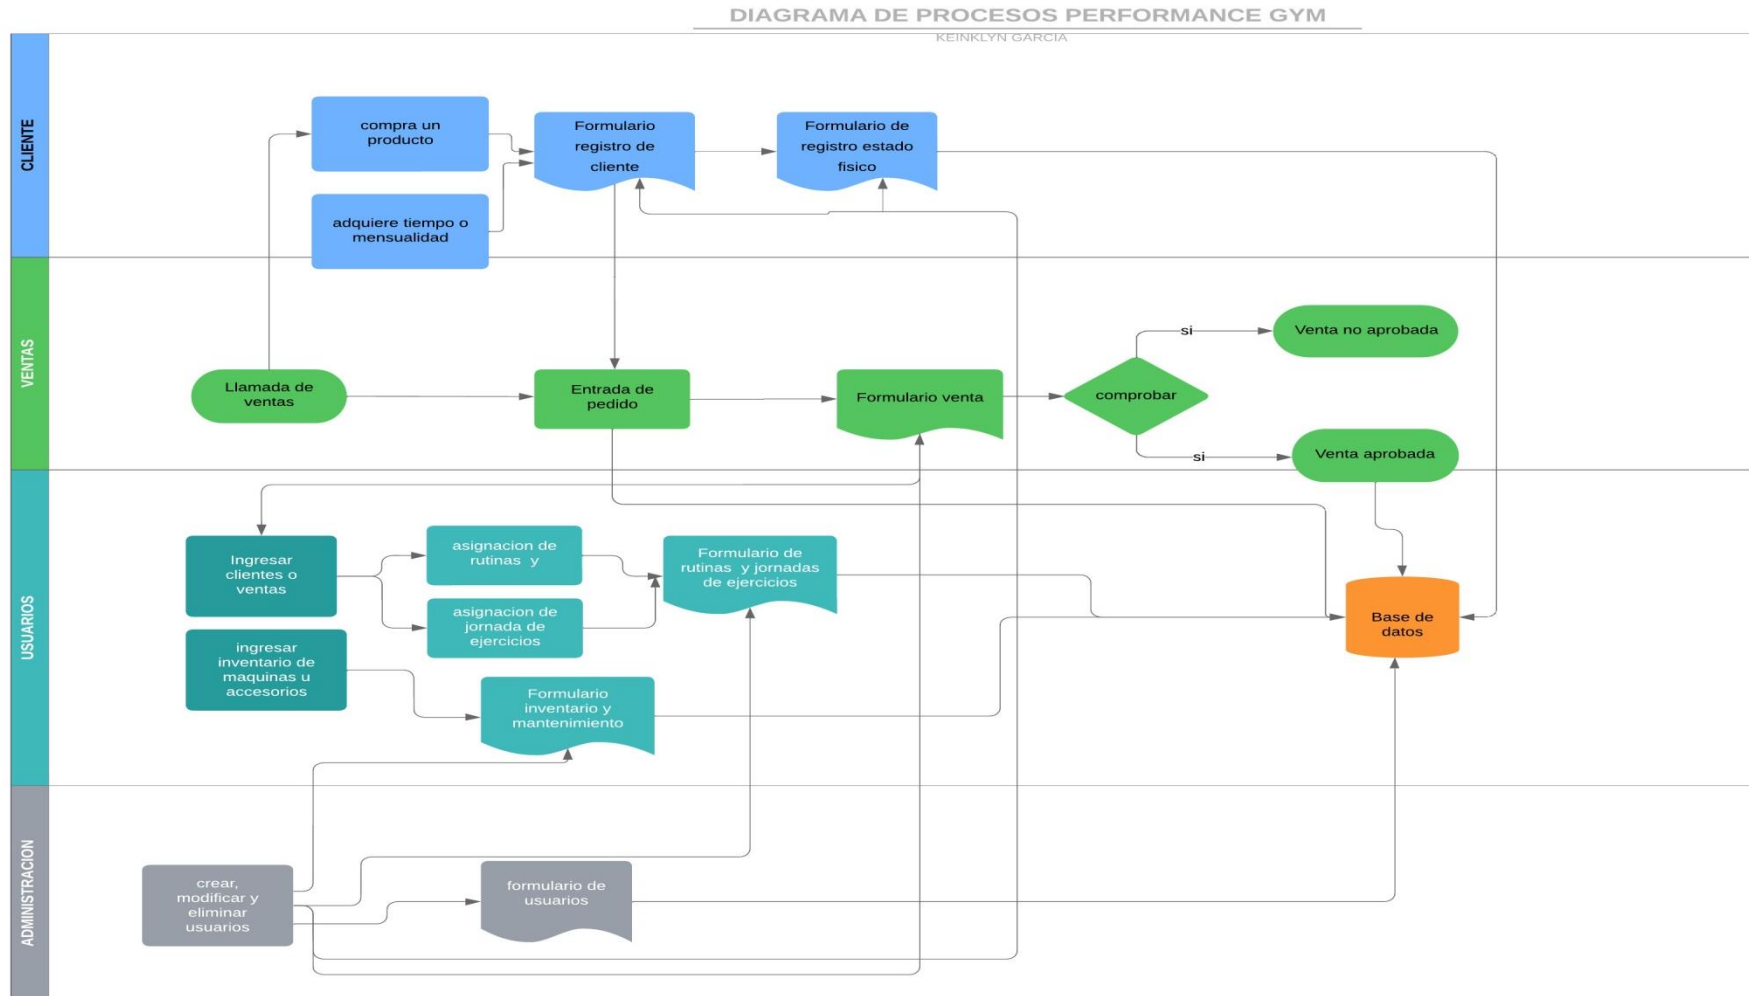 DIAGRAMA DE PROCESOS PERFORMANCE GYM
KEINKLYN GARCIA
CLIENTE
compra un
producto
Formulario
registro de
cliente
Formulario de
registro estado
fisico
adquiere tiempo o
mensualidad
VENTAS
Llamada de
ventas
Entrada de
pedido
Formulario venta
comprobar
si
Venta no aprobada
si
Venta aprobada
USUARIOS
Ingresar
clientes o
ventas
asignacion de
rutinas y
asignacion de
jornada de
ejercicios
Formulario de
rutinas y jornadas
de ejercicios
ingresar
inventario de
maquinas u
accesorios
Formulario
inventario y
mantenimiento
Base de
datos
ADMINISTRACION
crear,
modificar y
eliminar
usuarios
formulario de
usuarios